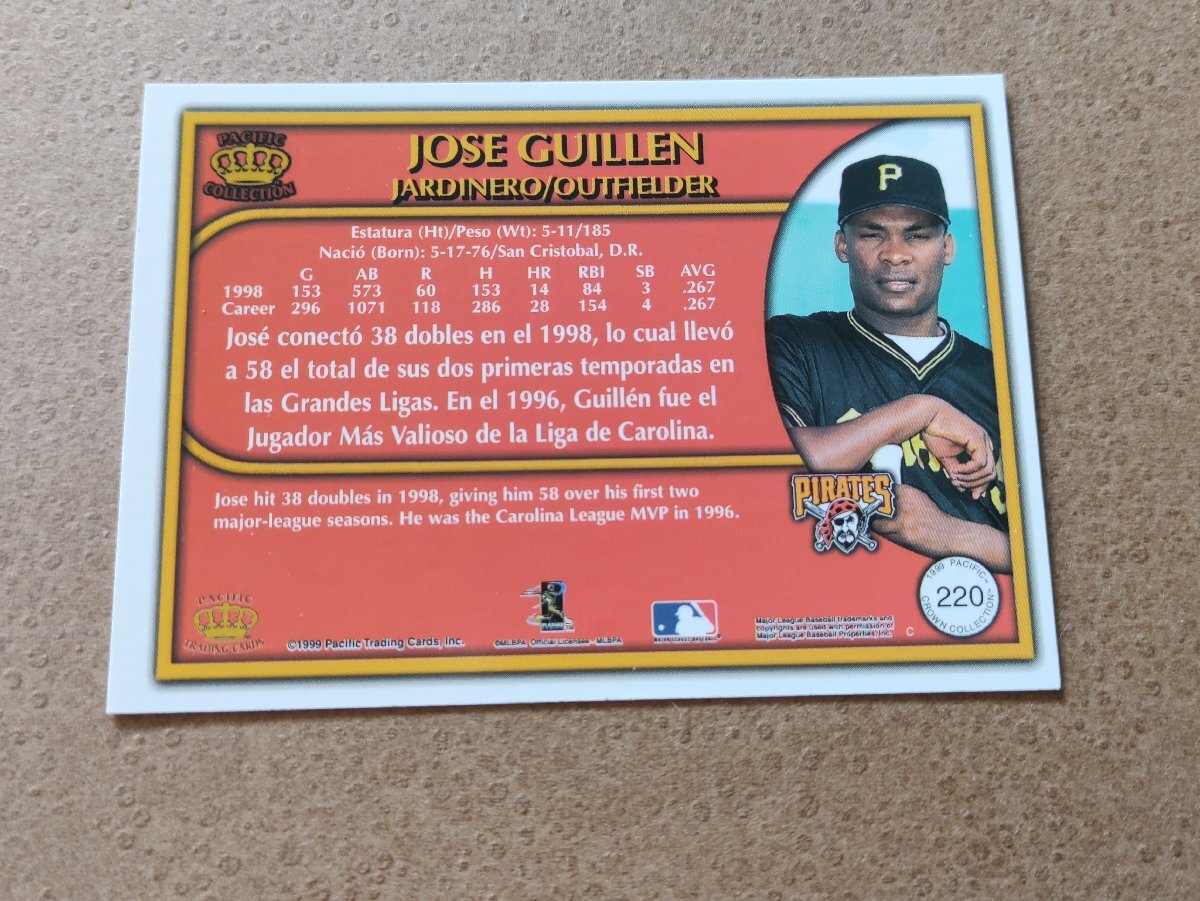 PACIFIC
COLLECTION
JOSE GUILLEN
JARDINERO/OUTFIELDER
P
Estatura (Ht)/Peso (Wt): 5-11/185
Nació (Born): 5-17-76/San Cristobal, D.R.
G AB R H HR RBI SB AVG
1998 153 573 60 153 14 84 3 .267
Career 296 1071 118 286 28 154 4 .267
José conectó 38 dobles en el 1998, lo cual llevó
a 58 el total de sus dos primeras temporadas en
las Grandes Ligas. En el 1996, Guillén fue el
Jugador Más Valioso de la Liga de Carolina.
Jose hit 38 doubles in 1998, giving him 58 over his first two
major-league seasons. He was the Carolina League MVP in 1996.
PIRATES
1999 PACIFIC™
220
CROWN COLLECTION™
PACIFIC
TRADING CARDS
©1999 Pacific Trading Cards, Inc.
©MLBPA Official Licensee - MLBPA
Major League Baseball trademarks and
copyrights are used with permission of
Major League Baseball Properties, Inc.
C